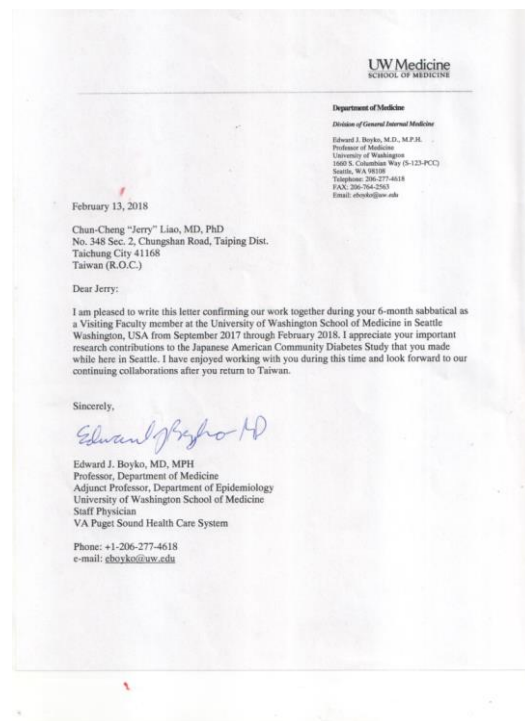 UW Medicine
SCHOOL OF MEDICINE
Department of Medicine
Division of General Internal Medicine
Edward J. Boyko, M.D., M.P.H.
Professor of Medicine
University of Washington
1660 S. Columbian Way (S-123-PCC)
Seattle, WA 98108
Telephone: 206-277-4618
FAX: 206-764-2563
Email: eboyko@uw.edu
February 13, 2018
Chun-Cheng "Jerry" Liao, MD, PhD
No. 348 Sec. 2, Chungshan Road, Taiping Dist.
Taichung City 41168
Taiwan (R.O.C.)
Dear Jerry:
I am pleased to write this letter confirming our work together during your 6-month sabbatical as
a Visiting Faculty member at the University of Washington School of Medicine in Seattle
Washington, USA from September 2017 through February 2018. I appreciate your important
research contributions to the Japanese American Community Diabetes Study that you made
while here in Seattle. I have enjoyed working with you during this time and look forward to our
continuing collaborations after you return to Taiwan.
Sincerely,
Edward J Boyko MD
Edward J. Boyko, MD, MPH
Professor, Department of Medicine
Adjunct Professor, Department of Epidemiology
University of Washington School of Medicine
Staff Physician
VA Puget Sound Health Care System
Phone: +1-206-277-4618
e-mail: eboyko@uw.edu